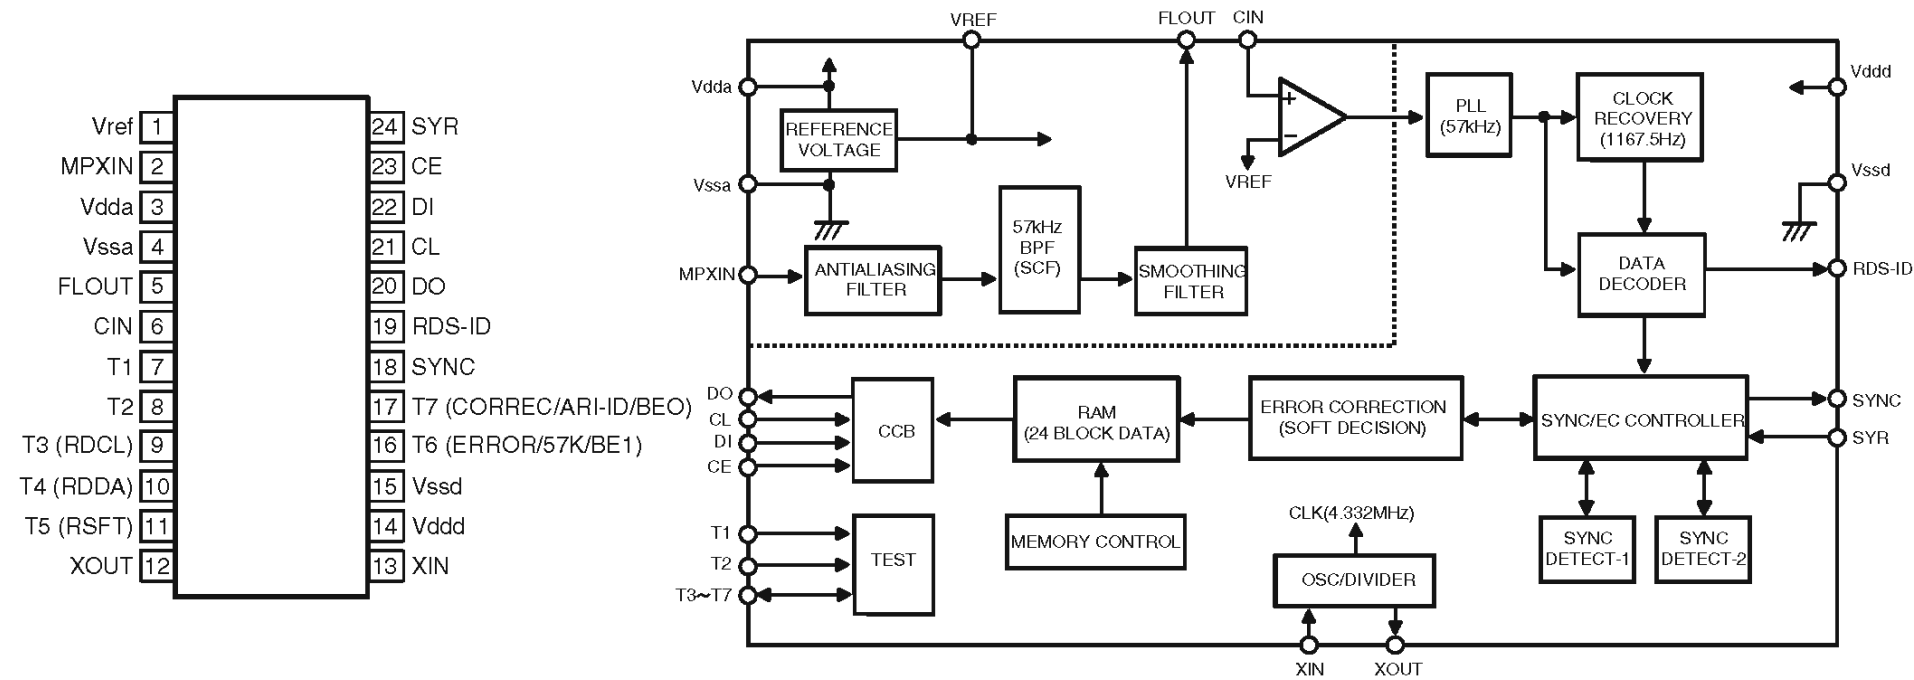 Vref 1
MPXIN 2
Vdda 3
Vssa 4
FLOUT 5
CIN 6
T1 7
T2 8
T3 (RDCL) 9
T4 (RDDA) 10
T5 (RSFT) 11
XOUT 12
24 SYR
23 CE
22 DI
21 CL
20 DO
19 RDS-ID
18 SYNC
17 T7 (CORREC/ARI-ID/BEO)
16 T6 (ERROR/57K/BE1)
15 Vssd
14 Vddd
13 XIN
VREF
FLOUT
CIN
Vdda
REFERENCE
VOLTAGE
Vssa
MPXIN
ANTIALIASING
FILTER
57kHz
BPF
(SCF)
SMOOTHING
FILTER
+
−
VREF
PLL
(57kHz)
CLOCK
RECOVERY
(1167.5Hz)
Vddd
Vssd
DATA
DECODER
RDS-ID
DO
CL
DI
CE
CCB
RAM
(24 BLOCK DATA)
ERROR CORRECTION
(SOFT DECISION)
SYNC/EC CONTROLLER
SYNC
SYR
T1
T2
T3~T7
TEST
MEMORY CONTROL
CLK(4.332MHz)
OSC/DIVIDER
SYNC
DETECT-1
SYNC
DETECT-2
XIN
XOUT